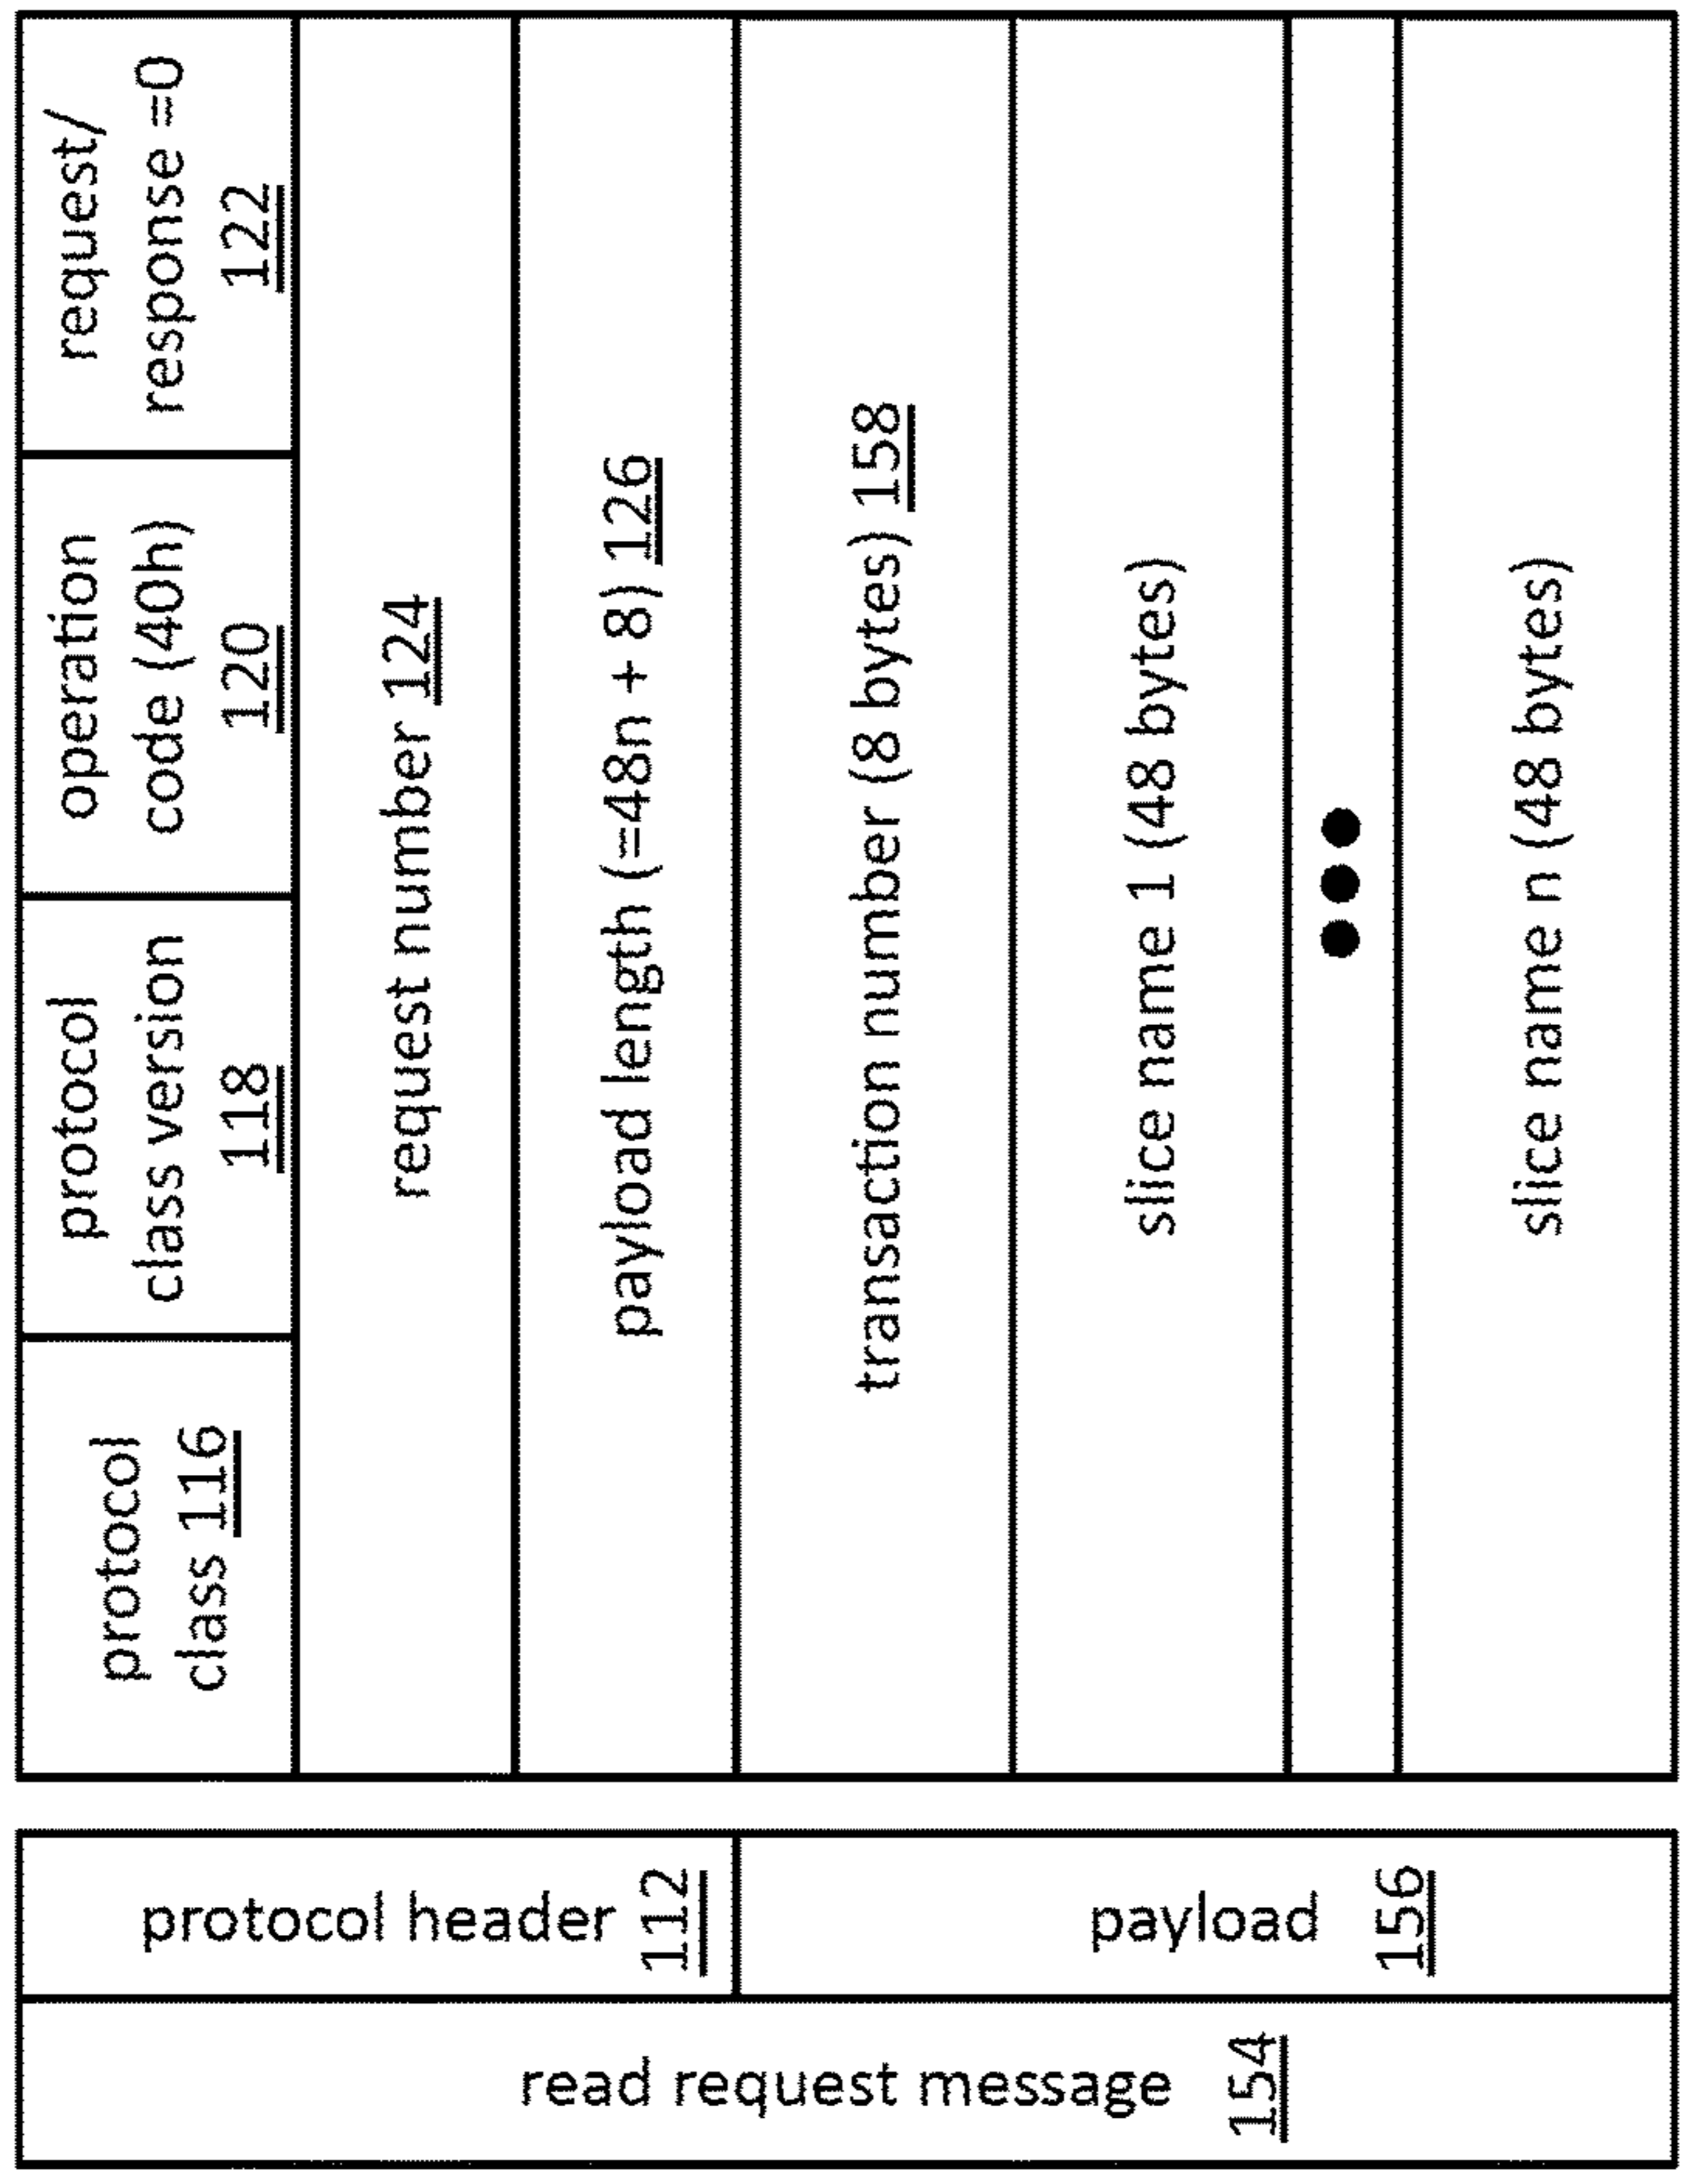 read request message 154
protocol header 112
payload 156
protocol
class 116
protocol
class version
118
operation
code (40h)
120
request/
response =0
122
request number 124
payload length (=48n + 8) 126
transaction number (8 bytes) 158
slice name 1 (48 bytes)
●●●
slice name n (48 bytes)